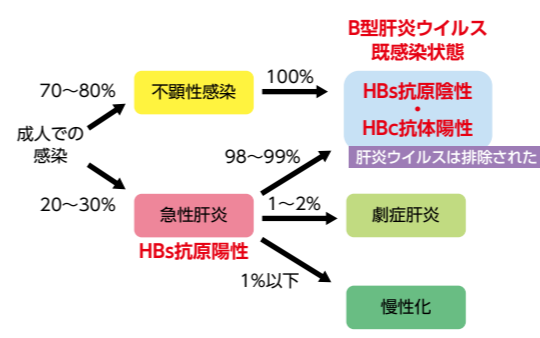 B型肝炎ウイルス
既感染状態
70〜80%
不顕性感染
100%
HBs抗原陰性
・
HBc抗体陽性
肝炎ウイルスは排除された
成人での
感染
98〜99%
20〜30%
急性肝炎
HBs抗原陽性
1〜2%
劇症肝炎
1%以下
慢性化